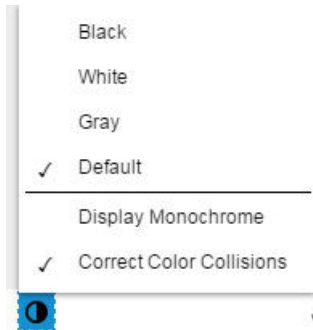 Black
White
Gray
✓ Default
Display Monochrome
✓ Correct Color Collisions